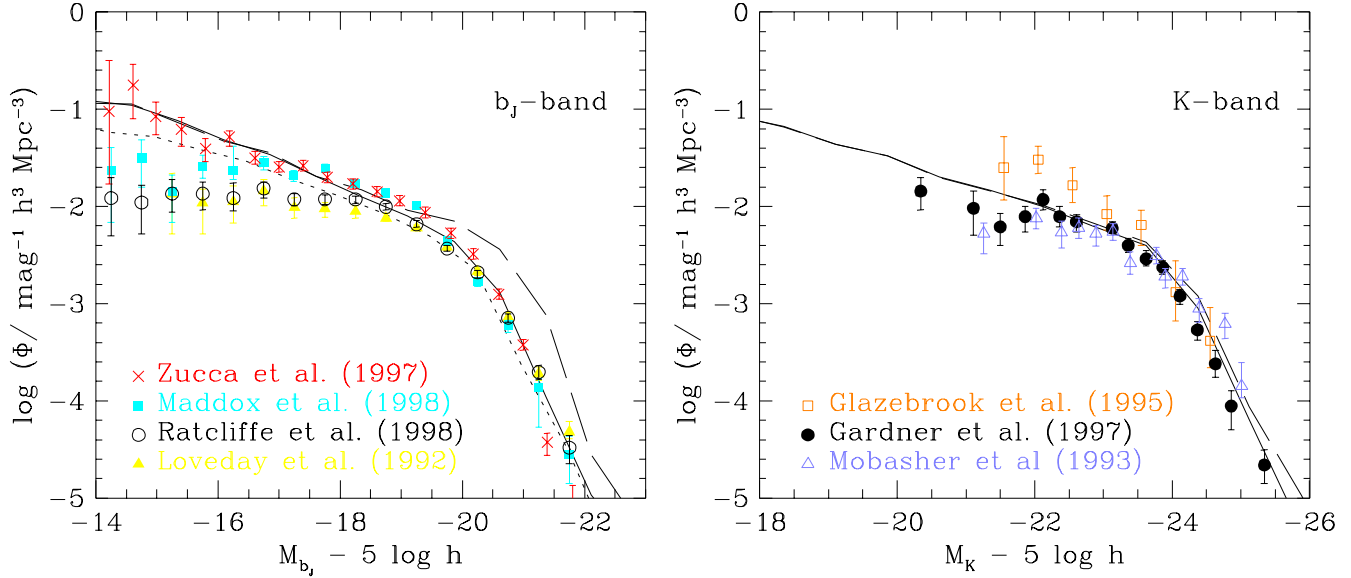 0
−1
−2
−3
−4
−5
log (Φ/ mag⁻¹ h³ Mpc⁻³)
b_J−band
× Zucca et al. (1997)
Maddox et al. (1998)
Ratcliffe et al. (1998)
Loveday et al. (1992)
−14 −16 −18 −20 −22
M_{b_J} − 5 log h
0
−1
−2
−3
−4
−5
log (Φ/ mag⁻¹ h³ Mpc⁻³)
K−band
Glazebrook et al. (1995)
Gardner et al. (1997)
Mobasher et al (1993)
−18 −20 −22 −24 −26
M_K − 5 log h